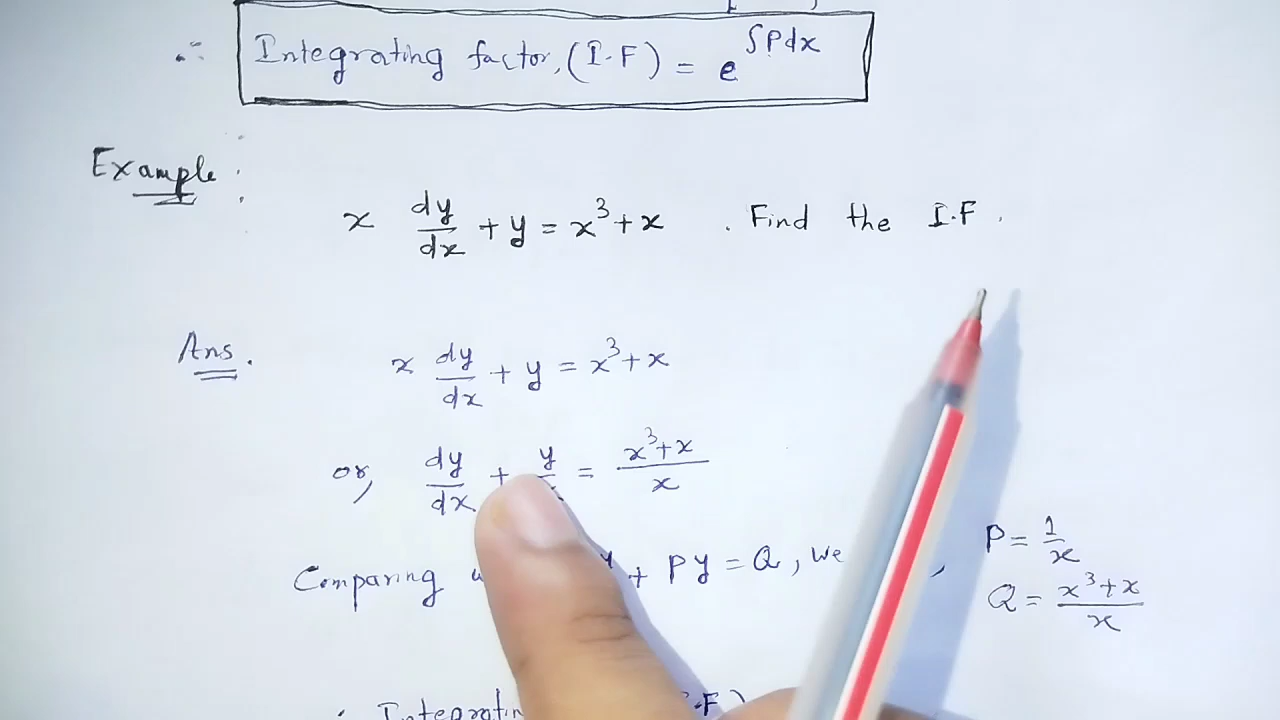 ∴ Integrating factor, (I.F) = e^∫Pdx
Example :
x dy/dx + y = x³ + x . Find the I.F.
Ans. x dy/dx + y = x³ + x
or, dy/dx + y/x = x³+x/x
Comparing + Py = Q, We , P = 1/x
Q = x³+x/x